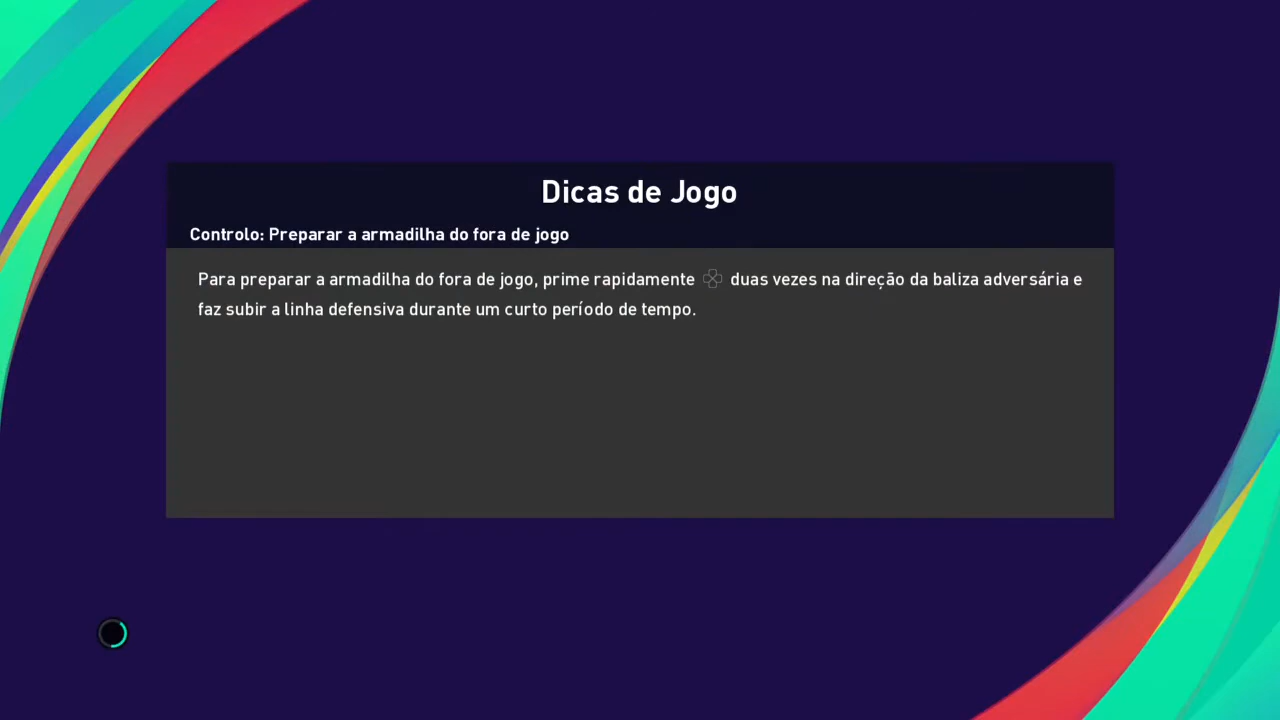 Dicas de Jogo
Controlo: Preparar a armadilha do fora de jogo
Para preparar a armadilha do fora de jogo, prime rapidamente duas vezes na direção da baliza adversária e
faz subir a linha defensiva durante um curto período de tempo.